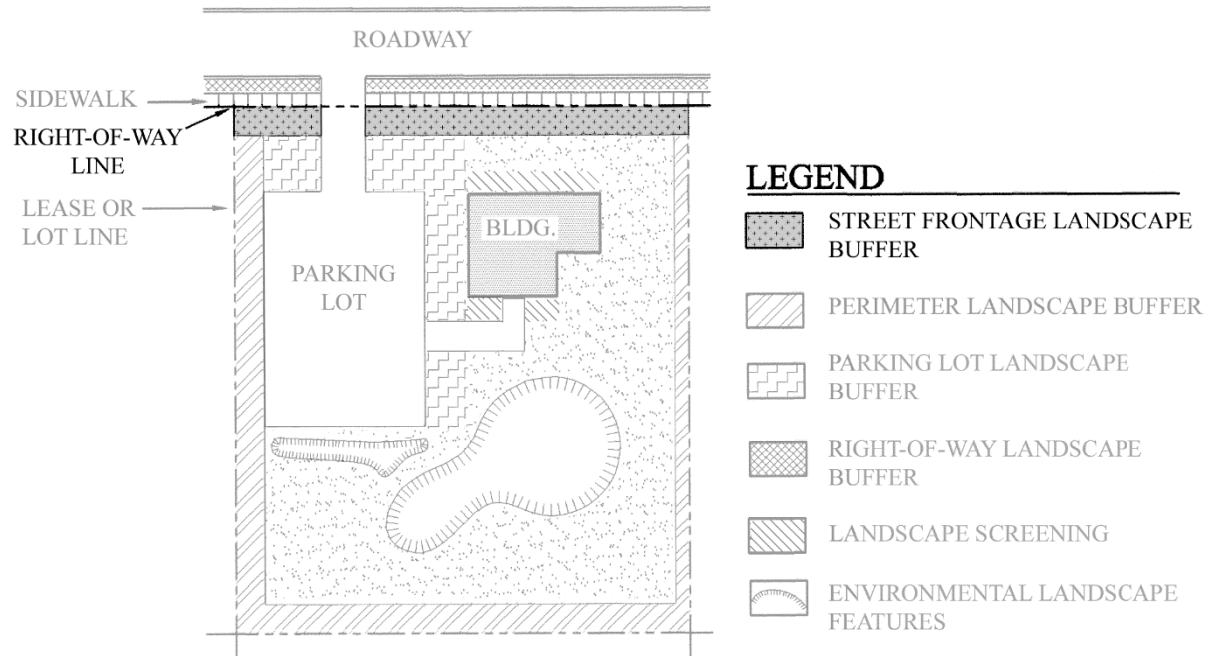 ROADWAY
SIDEWALK
RIGHT-OF-WAY
LINE
LEASE OR
LOT LINE
BLDG.
PARKING
LOT
LEGEND
STREET FRONTAGE LANDSCAPE
BUFFER
PERIMETER LANDSCAPE BUFFER
PARKING LOT LANDSCAPE
BUFFER
RIGHT-OF-WAY LANDSCAPE
BUFFER
LANDSCAPE SCREENING
ENVIRONMENTAL LANDSCAPE
FEATURES